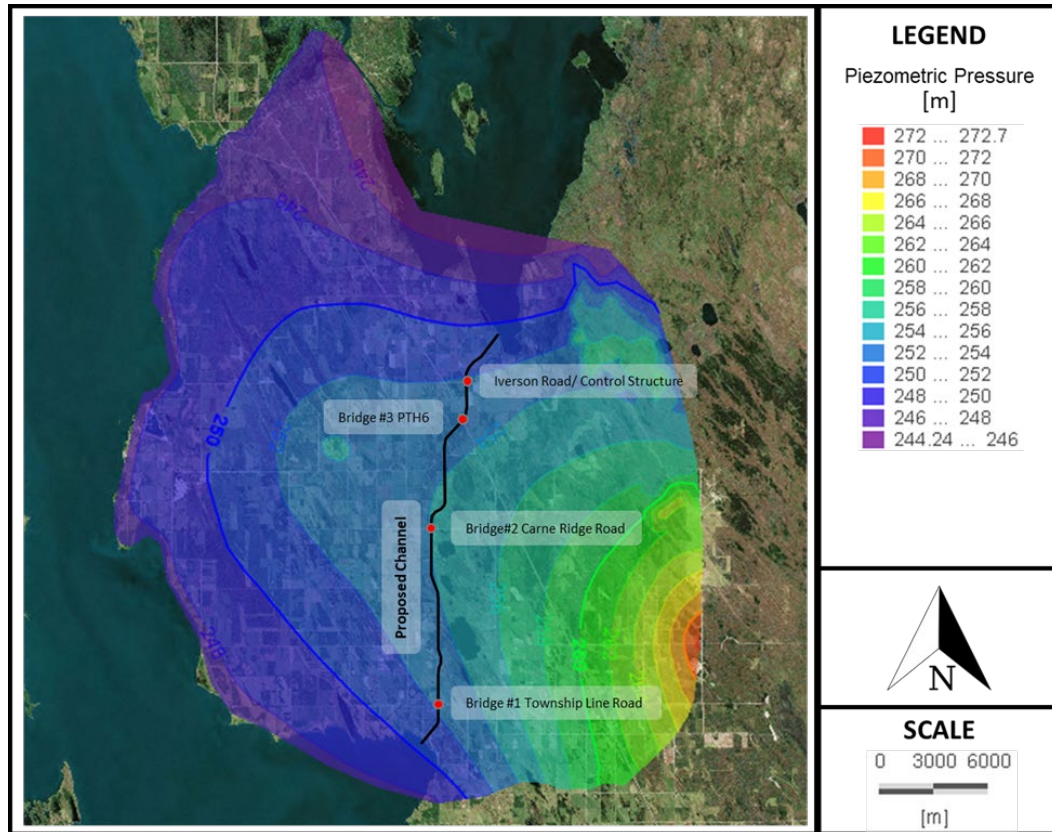 LEGEND
Piezometric Pressure
[m]
272 ... 272.7
270 ... 272
268 ... 270
266 ... 268
264 ... 266
262 ... 264
260 ... 262
258 ... 260
256 ... 258
254 ... 256
252 ... 254
250 ... 252
248 ... 250
246 ... 248
244.24 ... 246
246
248
250
248
Iverson Road/ Control Structure
Bridge #3 PTH6
Bridge#2 Carne Ridge Road
Proposed Channel
Bridge #1 Township Line Road
N
SCALE
0 3000 6000
[m]